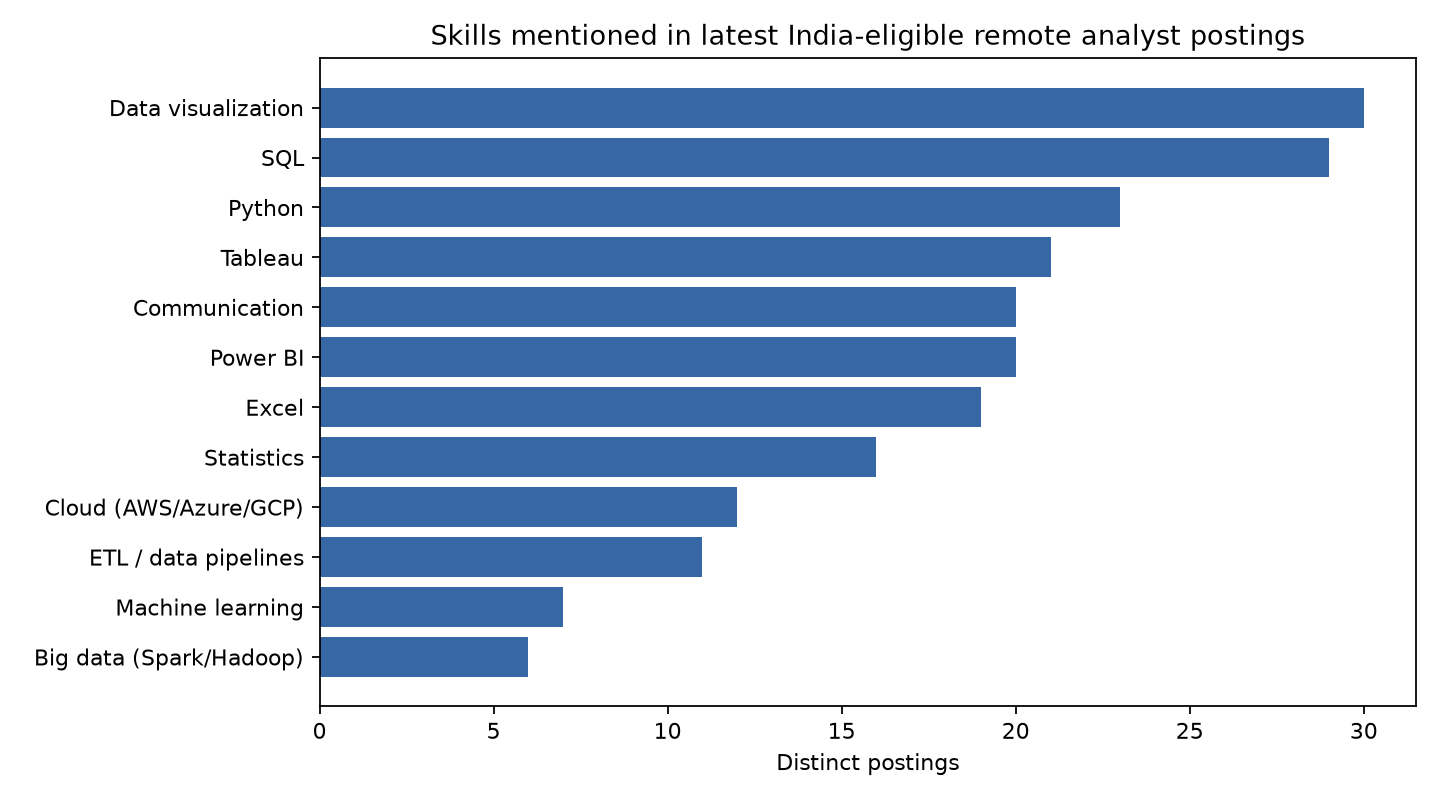 Skills mentioned in latest India-eligible remote analyst postings
Data visualization
SQL
Python
Tableau
Communication
Power BI
Excel
Statistics
Cloud (AWS/Azure/GCP)
ETL / data pipelines
Machine learning
Big data (Spark/Hadoop)
0 5 10 15 20 25 30
Distinct postings